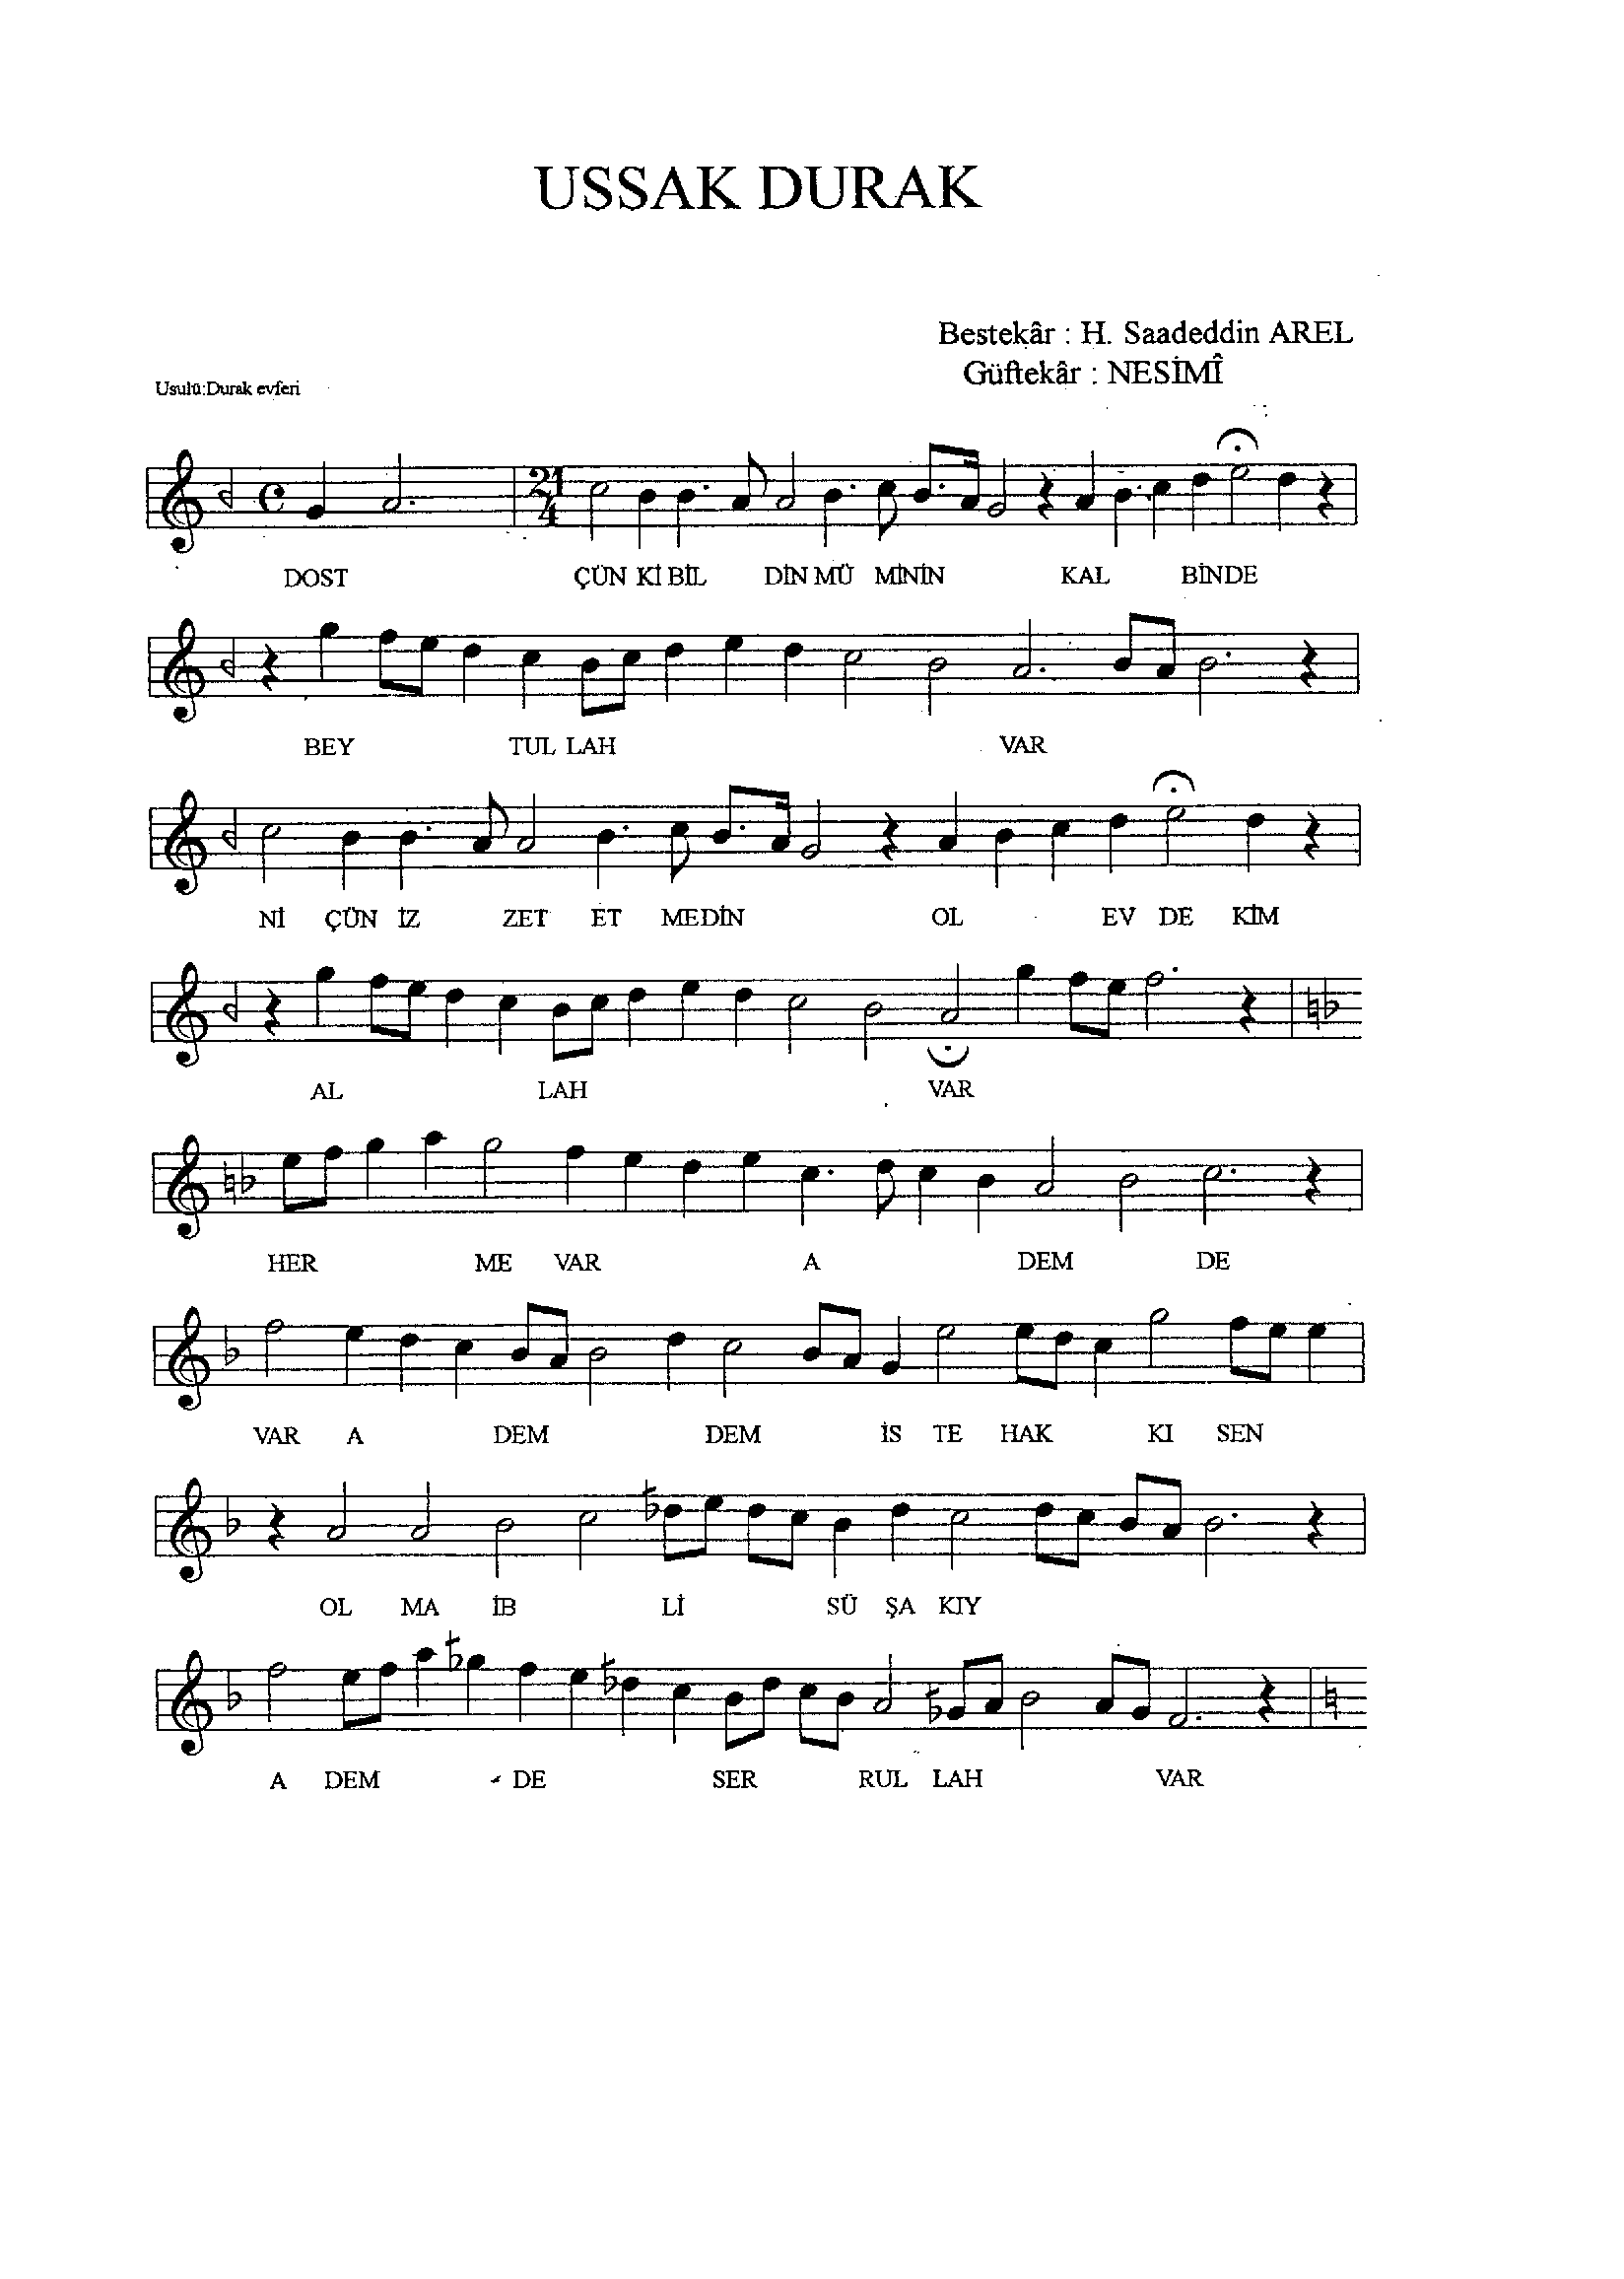 USSAK DURAK
Bestekâr : H. Saadeddin AREL
Güftekâr : NESİMÎ
Usulü:Durak evferi
21
4
DOST ÇÜN Kİ BİL DİN MÜ MİNİN KAL BİNDE
BEY TUL LAH VAR
Nİ ÇÜN İZ ZET ET MEDİN OL EV DE KİM
AL LAH VAR
HER ME VAR A DEM DE
VAR A DEM DEM İS TE HAK KI SEN
OL MA İB Lİ SÜ ŞA KIY
A DEM DE SER RUL LAH VAR